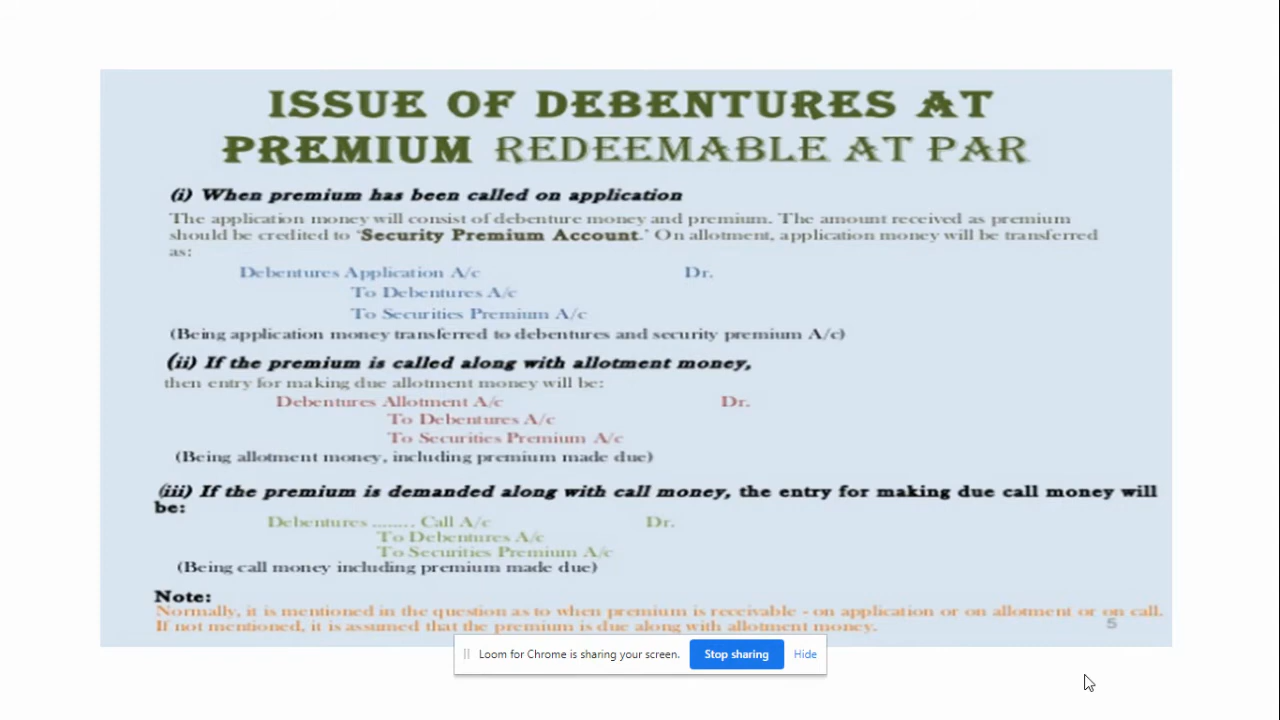 ISSUE OF DEBENTURES AT
PREMIUM REDEEMABLE AT PAR
(i) When premium has been called on application
The application money will consist of debenture money and premium. The amount received as premium
should be credited to ‘Security Premium Account.’ On allotment, application money will be transferred
as:
Debentures Application A/c Dr.
To Debentures A/c
To Securities Premium A/c
(Being application money transferred to debentures and security premium A/c)
(ii) If the premium is called along with allotment money,
then entry for making due allotment money will be:
Debentures Allotment A/c Dr.
To Debentures A/c
To Securities Premium A/c
(Being allotment money, including premium made due)
(iii) If the premium is demanded along with call money, the entry for making due call money will
be:
Debentures ........ Call A/c Dr.
To Debentures A/c
To Securities Premium A/c
(Being call money including premium made due)
Note:
Normally, it is mentioned in the question as to when premium is receivable - on application or on allotment or on call.
If not mentioned, it is assumed that the premium is due along with allotment money.
5
Loom for Chrome is sharing your screen. Stop sharing Hide